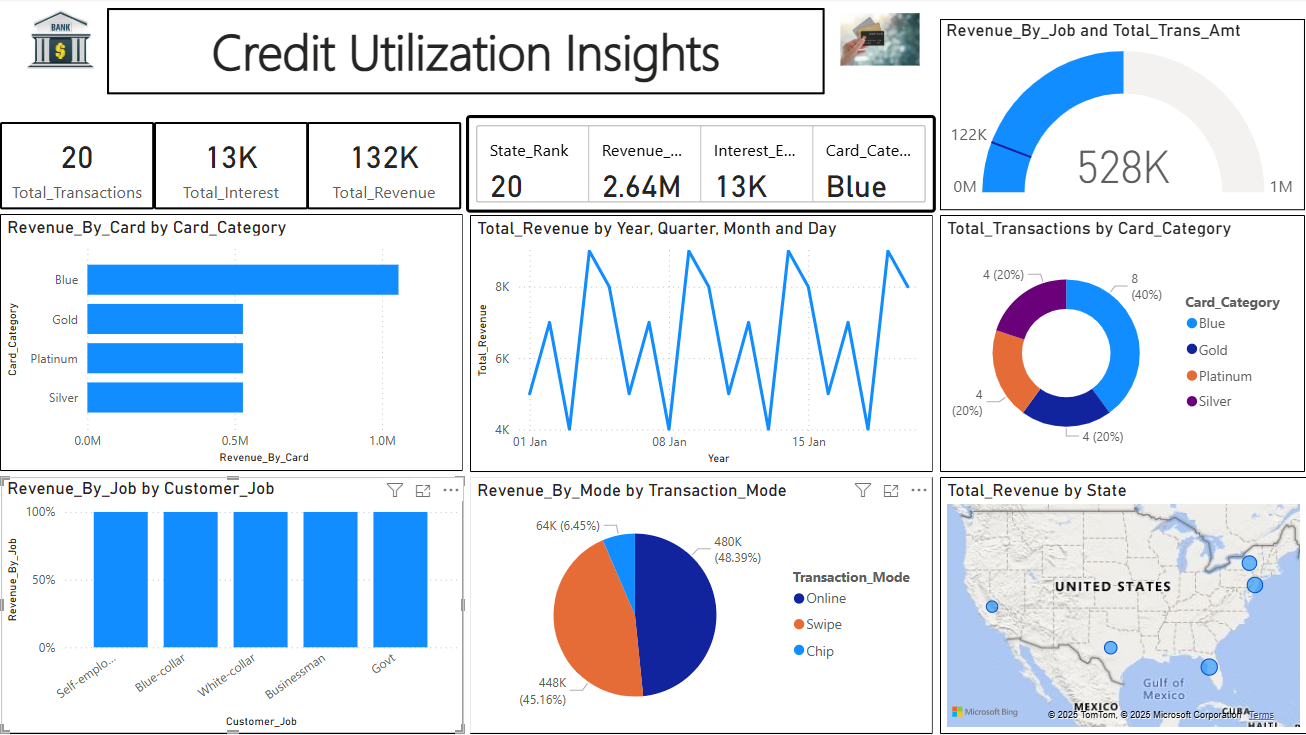 BANK
$
Credit Utilization Insights
20
Total_Transactions
13K
Total_Interest
132K
Total_Revenue
State_Rank
20
Revenue_...
2.64M
Interest_E...
13K
Card_Cate...
Blue
Revenue_By_Job and Total_Trans_Amt
122K
0M
528K
1M
Revenue_By_Card by Card_Category
Card_Category
Blue
Gold
Platinum
Silver
0.0M
0.5M
1.0M
Revenue_By_Card
Total_Revenue by Year, Quarter, Month and Day
Total_Revenue
8K
6K
4K
01 Jan
08 Jan
15 Jan
Year
Total_Transactions by Card_Category
4 (20%)
8
(40%)
4
(20%)
4 (20%)
Card_Category
Blue
Gold
Platinum
Silver
Revenue_By_Job by Customer_Job
Revenue_By_Job
100%
50%
0%
Self-emplo...
Blue-collar
White-collar
Businessman
Govt
Customer_Job
Revenue_By_Mode by Transaction_Mode
64K (6.45%)
480K
(48.39%)
448K
(45.16%)
Transaction_Mode
Online
Swipe
Chip
Total_Revenue by State
UNITED STATES
Gulf of
Mexico
MEXICO
CUBA
HAITI
Microsoft Bing
© 2025 TomTom, © 2025 Microsoft Corporation Terms